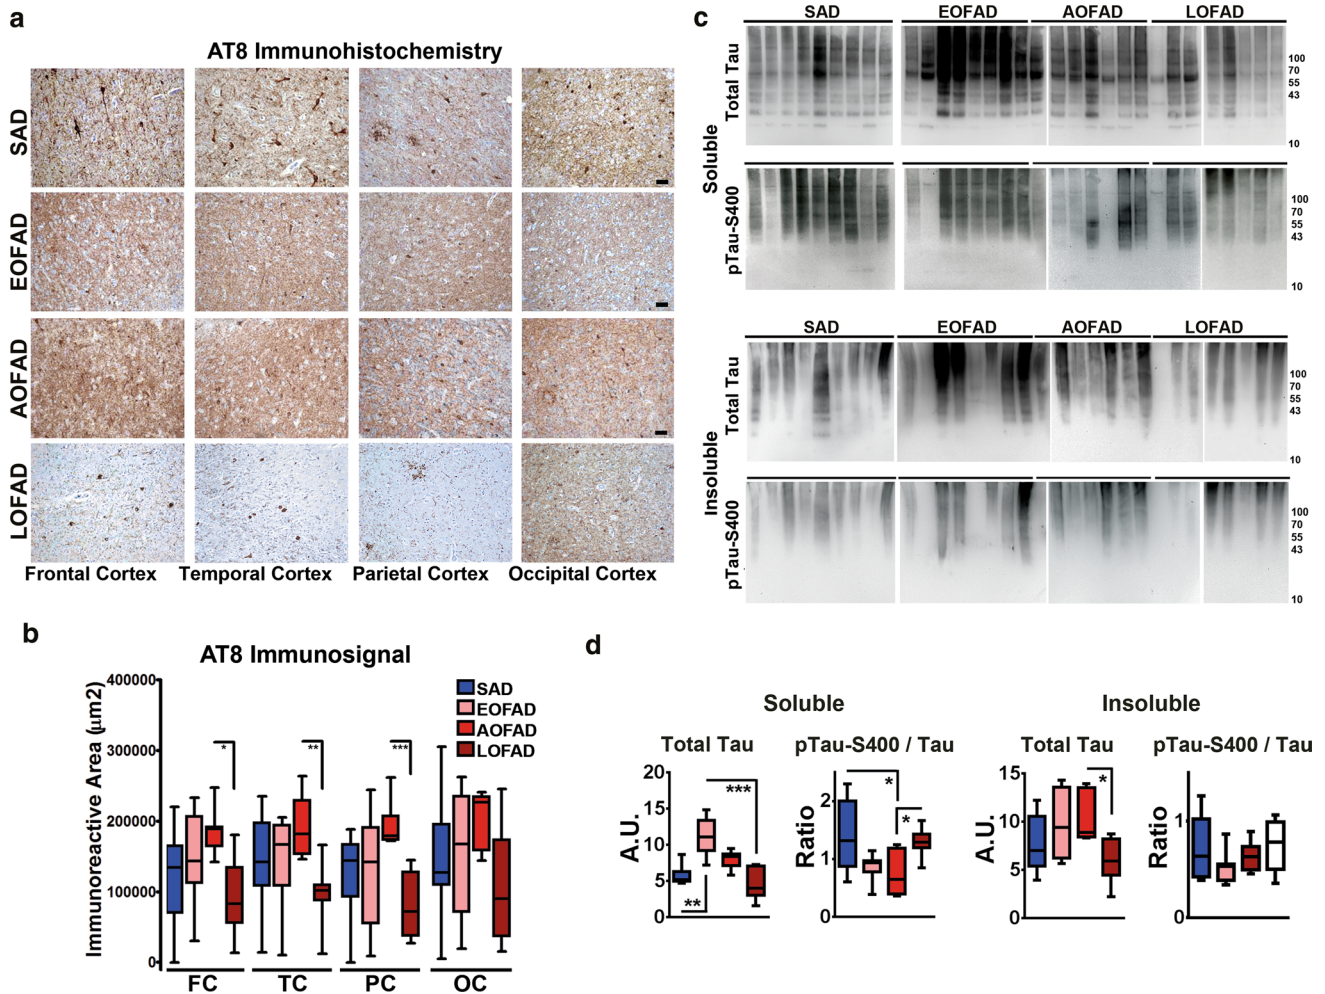 a
AT8 Immunohistochemistry
SAD
EOFAD
AOFAD
LOFAD
Frontal Cortex Temporal Cortex Parietal Cortex Occipital Cortex
b
AT8 Immunosignal
Immunoreactive Area (µm2)
400000
300000
200000
100000
0
SAD
EOFAD
AOFAD
LOFAD
* ** ***
FC TC PC OC
c
SAD EOFAD AOFAD LOFAD
Soluble
Total Tau
100
70
55
43
10
pTau-S400
100
70
55
43
10
SAD EOFAD AOFAD LOFAD
Insoluble
Total Tau
100
70
55
43
10
pTau-S400
100
70
55
43
10
d
Soluble Insoluble
Total Tau pTau-S400 / Tau Total Tau pTau-S400 / Tau
A.U.
20
15
10
5
0
***
**
Ratio
2
1
0
*
*
A.U.
15
10
5
0
*
Ratio
1
0